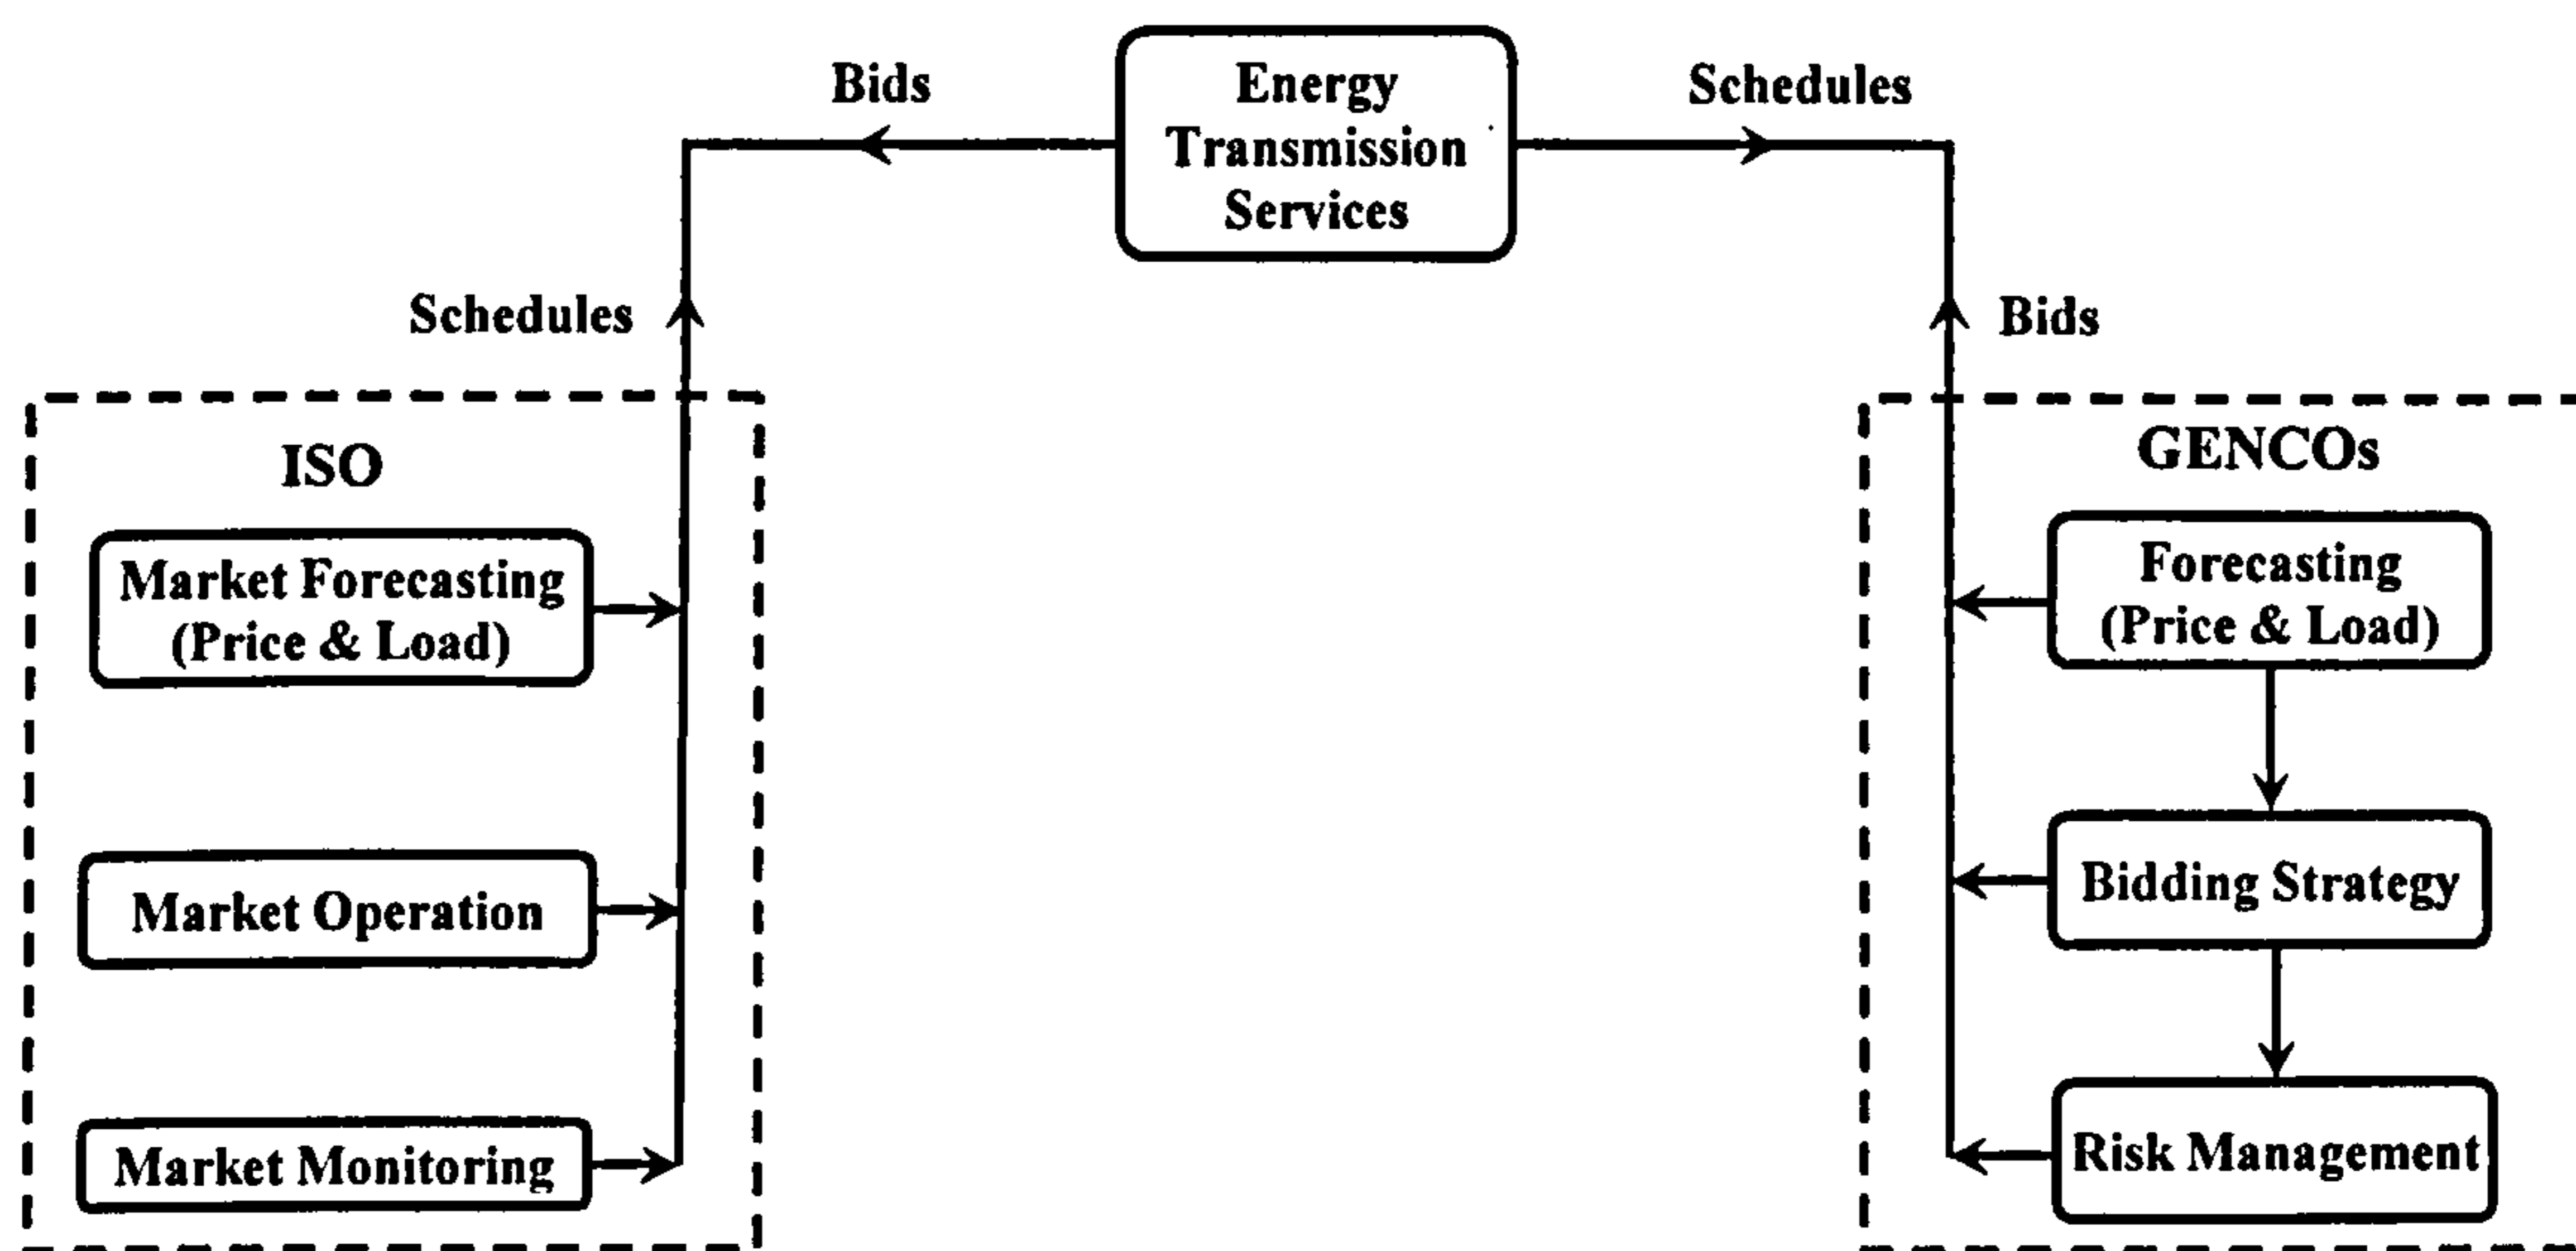 Bids
Energy
Transmission
Services
Schedules
Schedules
Bids
ISO
Market Forecasting
(Price & Load)
Market Operation
Market Monitoring
GENCOs
Forecasting
(Price & Load)
Bidding Strategy
Risk Management